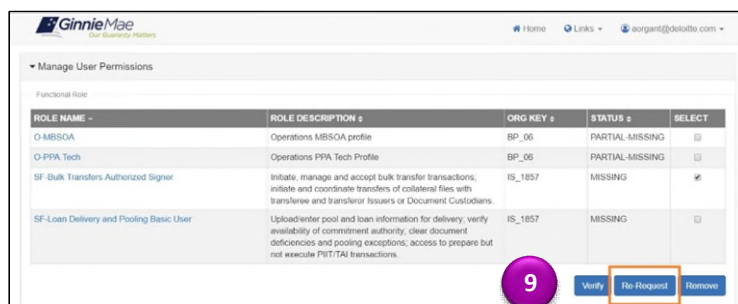 GinnieMae
Our Guaranty Matters
Home Links aorgant@deloitte.com
Manage User Permissions
Functional Role
ROLE NAME ROLE DESCRIPTION ORG KEY STATUS SELECT
O-MBSOA Operations MBSOA profile BP_06 PARTIAL-MISSING
O-PPA Tech Operations PPA Tech Profile BP_06 PARTIAL-MISSING
SF-Bulk Transfers Authorized Signer Initiate, manage and accept bulk transfer transactions; IS_1857 MISSING
initiate and coordinate transfers of collateral files with
transferee and transferor Issuers or Document Custodians.
SF-Loan Delivery and Pooling Basic User Upload/enter pool and loan information for delivery; verify IS_1857 MISSING
availability of commitment authority, clear document
deficiencies and pooling exceptions; access to prepare but
not execute PIIT/TAI transactions.
9 Verify Re-Request Remove